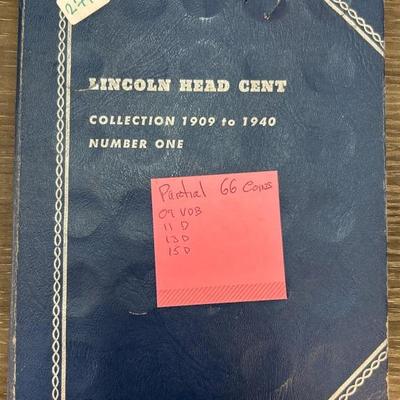 LINCOLN HEAD CENT
COLLECTION 1909 to 1940
NUMBER ONE
Partial 66 Coins
09 VDB
11 D
13 D
15 D